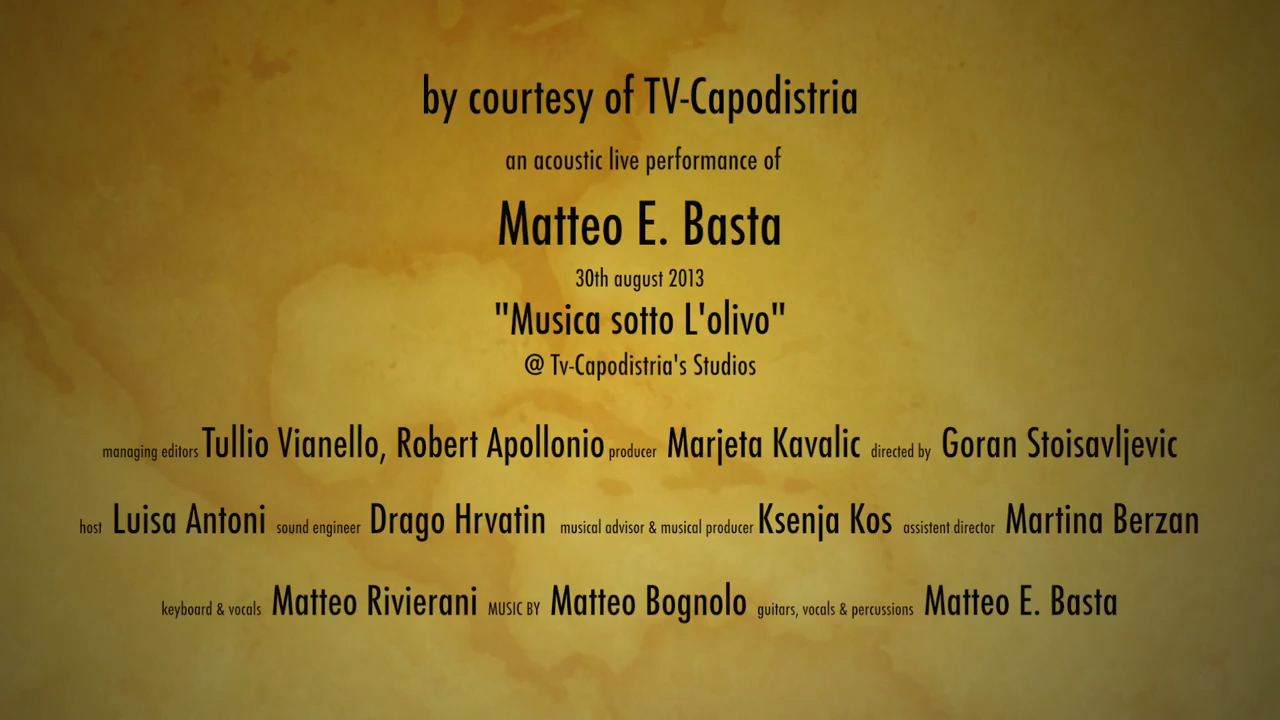 by courtesy of TV-Capodistria
an acoustic live performance of
Matteo E. Basta
30th august 2013
"Musica sotto L'olivo"
@ Tv-Capodistria's Studios
managing editors Tullio Vianello, Robert Apollonio producer Marjeta Kavalic directed by Goran Stoisavljevic
host Luisa Antoni sound engineer Drago Hrvatin musical advisor & musical producer Ksenja Kos assistent director Martina Berzan
keyboard & vocals Matteo Rivierani MUSIC BY Matteo Bognolo guitars, vocals & percussions Matteo E. Basta